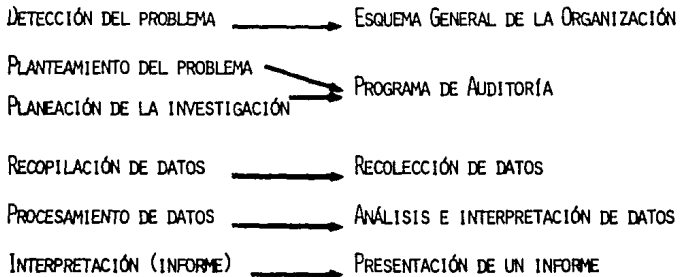 DETECCIÓN DEL PROBLEMA ESQUEMA GENERAL DE LA ORGANIZACIÓN
PLANTEAMIENTO DEL PROBLEMA
PROGRAMA DE AUDITORÍA
PLANEACIÓN DE LA INVESTIGACIÓN
RECOPILACIÓN DE DATOS RECOLECCIÓN DE DATOS
PROCESAMIENTO DE DATOS ANÁLISIS E INTERPRETACIÓN DE DATOS
INTERPRETACIÓN (INFORME) PRESENTACIÓN DE UN INFORME